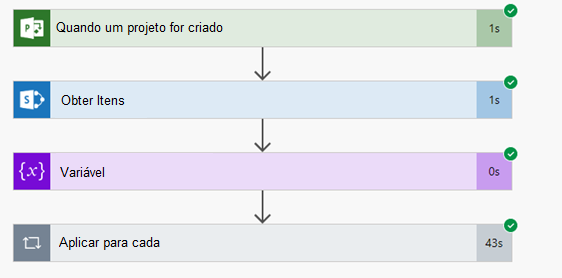 Quando um projeto for criado 1s
Obter Itens 1s
{x} Variável 0s
Aplicar para cada 43s